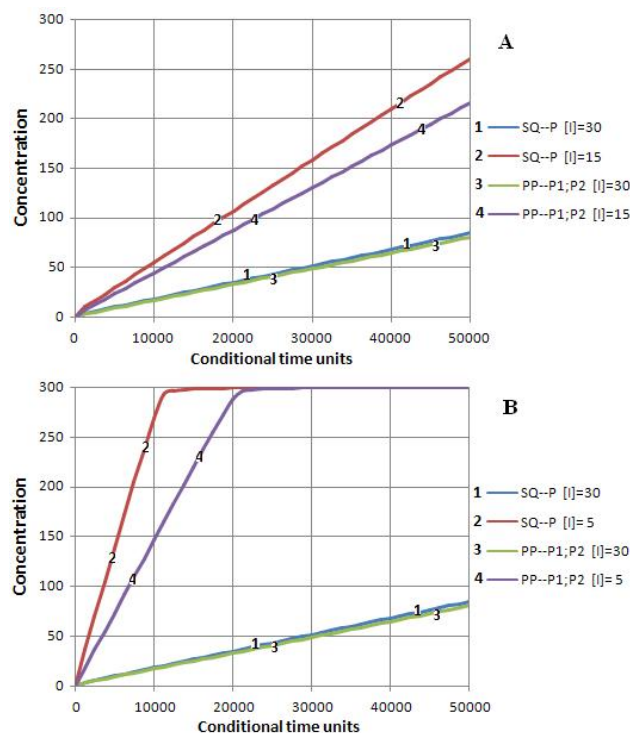 300
250
200
150
100
50
0
A
2
4
2
4
1
3
1
3
Concentration
0 10000 20000 30000 40000 50000
Conditional time units
1 SQ--P [I]=30
2 SQ--P [I]=15
3 PP--P1;P2 [I]=30
4 PP--P1;P2 [I]=15
300
250
200
150
100
50
0
B
2
4
2
4
1
3
1
3
Concentration
0 10000 20000 30000 40000 50000
Conditional time units
1 SQ--P [I]=30
2 SQ--P [I]= 5
3 PP--P1;P2 [I]=30
4 PP--P1;P2 [I]= 5